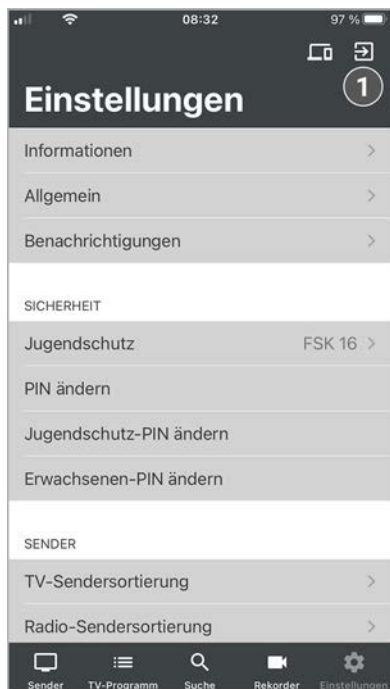 08:32
97 %
Einstellungen
1
Informationen
Allgemein
Benachrichtigungen
SICHERHEIT
Jugendschutz FSK 16
PIN ändern
Jugendschutz-PIN ändern
Erwachsenen-PIN ändern
SENDER
TV-Sendersortierung
Radio-Sendersortierung
Sender TV-Programm Suche Rekorder Einstellungen